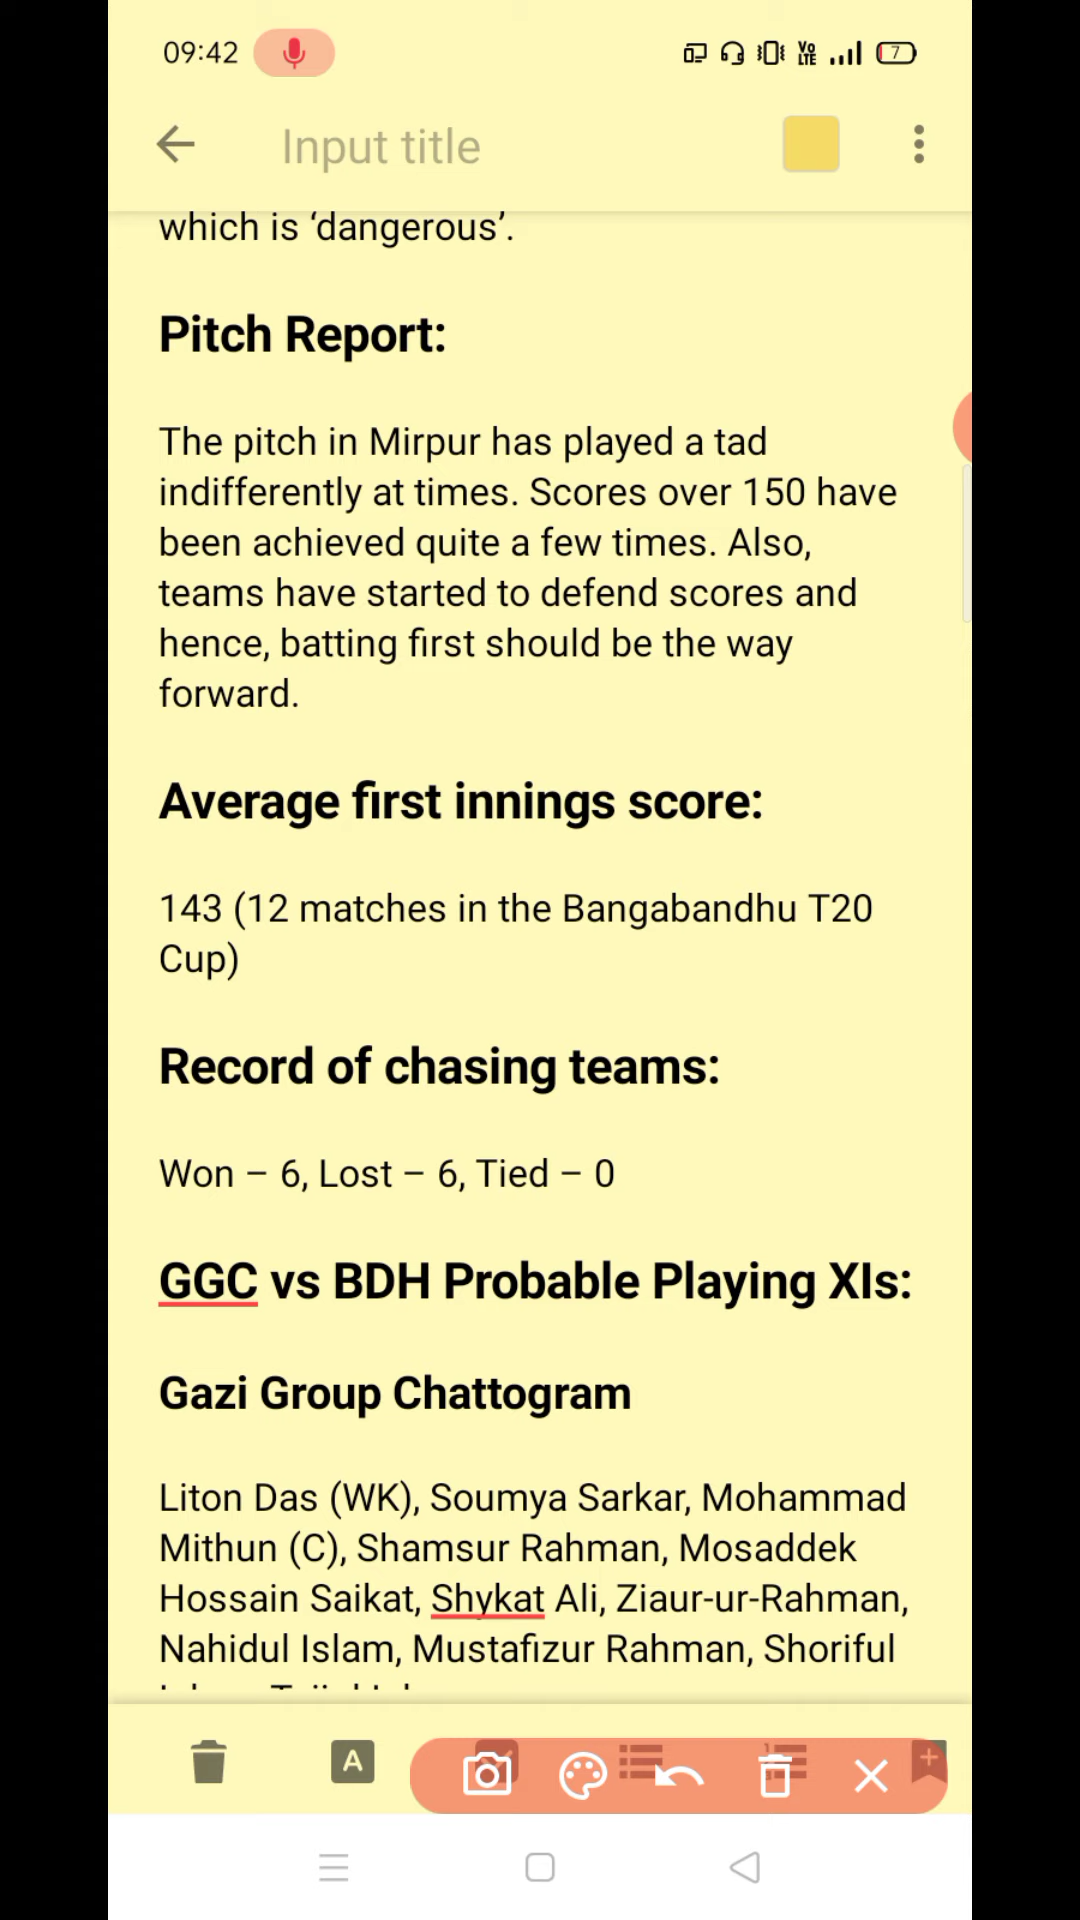 09:42
Vo
LTE
7
Input title
which is ‘dangerous’.
Pitch Report:
The pitch in Mirpur has played a tad
indifferently at times. Scores over 150 have
been achieved quite a few times. Also,
teams have started to defend scores and
hence, batting first should be the way
forward.
Average first innings score:
143 (12 matches in the Bangabandhu T20
Cup)
Record of chasing teams:
Won – 6, Lost – 6, Tied – 0
GGC vs BDH Probable Playing XIs:
Gazi Group Chattogram
Liton Das (WK), Soumya Sarkar, Mohammad
Mithun (C), Shamsur Rahman, Mosaddek
Hossain Saikat, Shykat Ali, Ziaur-ur-Rahman,
Nahidul Islam, Mustafizur Rahman, Shoriful
A